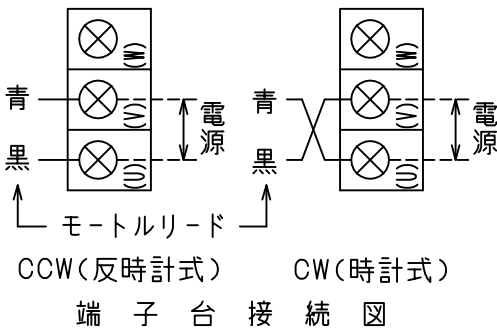 (W)
青 (V) 電源
黒 (U)
(W)
青 (V) 電源
黒 (U)
モートルリード
CCW(反時計式)
CW(時計式)
端子台接続図